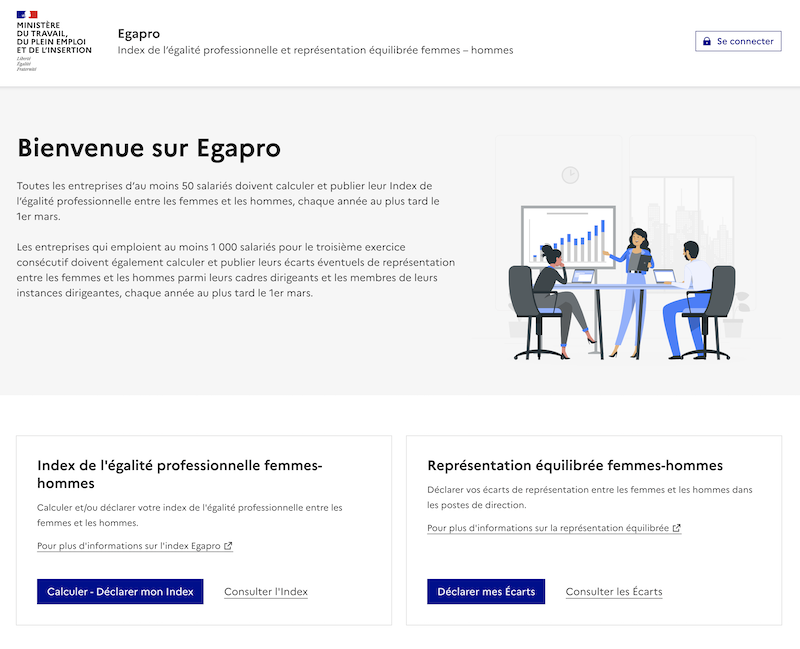 MINISTÈRE
DU TRAVAIL,
DU PLEIN EMPLOI
ET DE L'INSERTION
Liberté
Égalité
Fraternité
Egapro
Index de l’égalité professionnelle et représentation équilibrée femmes – hommes
Se connecter
Bienvenue sur Egapro
Toutes les entreprises d’au moins 50 salariés doivent calculer et publier leur Index de
l’égalité professionnelle entre les femmes et les hommes, chaque année au plus tard le
1er mars.
Les entreprises qui emploient au moins 1 000 salariés pour le troisième exercice
consécutif doivent également calculer et publier leurs écarts éventuels de représentation
entre les femmes et les hommes parmi leurs cadres dirigeants et les membres de leurs
instances dirigeantes, chaque année au plus tard le 1er mars.
Index de l'égalité professionnelle femmes-
hommes
Calculer et/ou déclarer votre index de l'égalité professionnelle entre les
femmes et les hommes.
Pour plus d'informations sur l'index Egapro
Calculer - Déclarer mon Index
Consulter l'Index
Représentation équilibrée femmes-hommes
Déclarer vos écarts de représentation entre les femmes et les hommes dans
les postes de direction.
Pour plus d'informations sur la représentation équilibrée
Déclarer mes Écarts
Consulter les Écarts